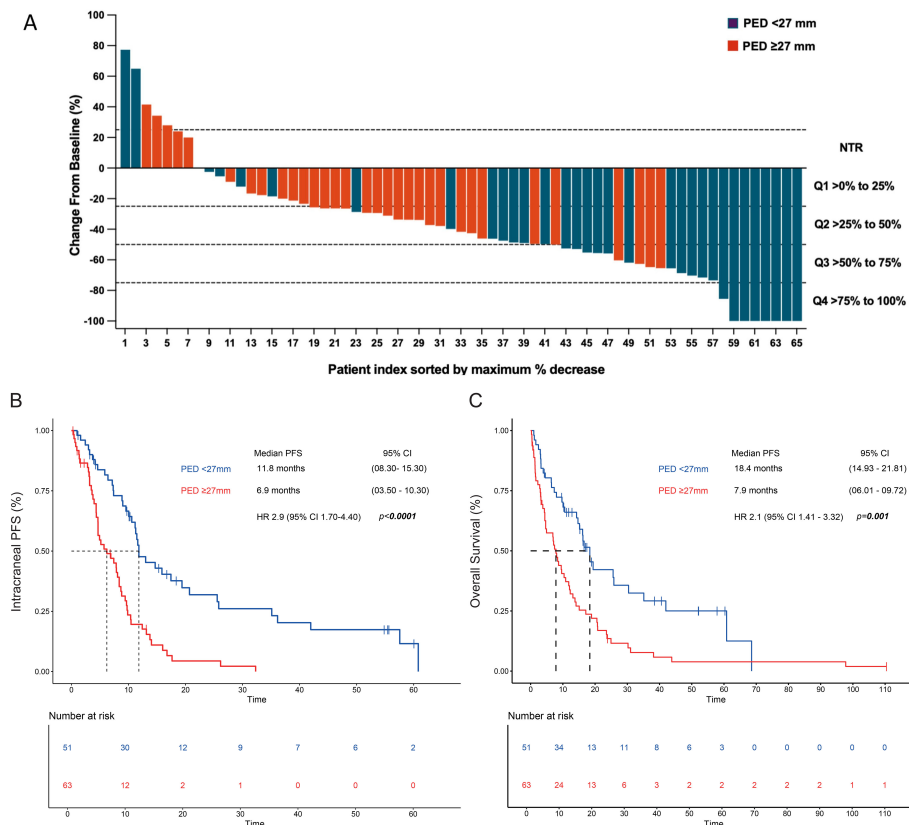 A
PED <27 mm
PED ≥27 mm
Change From Baseline (%)
100
80
60
40
20
0
-20
-40
-60
-80
-100
NTR
Q1 >0% to 25%
Q2 >25% to 50%
Q3 >50% to 75%
Q4 >75% to 100%
1 3 5 7 9 11 13 15 17 19 21 23 25 27 29 31 33 35 37 39 41 43 45 47 49 51 53 55 57 59 61 63 65
Patient index sorted by maximum % decrease
B
Intracraneal PFS (%)
1.00
0.75
0.50
0.25
0.00
Median PFS 95% CI
PED <27mm 11.8 months (08.30- 15.30)
PED ≥27mm 6.9 months (03.50 - 10.30)
HR 2.9 (95% CI 1.70-4.40) p<0.0001
0 10 20 30 40 50 60
Time
Number at risk
51 30 12 9 7 6 2
63 12 2 1 0 0 0
0 10 20 30 40 50 60
Time
C
Overall Survival (%)
1.00
0.75
0.50
0.25
0.00
Median PFS 95% CI
PED <27mm 18.4 months (14.93 - 21.81)
PED ≥27mm 7.9 months (06.01 - 09.72)
HR 2.1 (95% CI 1.41 - 3.32) p=0.001
0 10 20 30 40 50 60 70 80 90 100 110
Time
Number at risk
51 34 13 11 8 6 3 0 0 0 0 0
63 24 13 6 3 2 2 2 2 2 1 1
0 10 20 30 40 50 60 70 80 90 100 110
Time